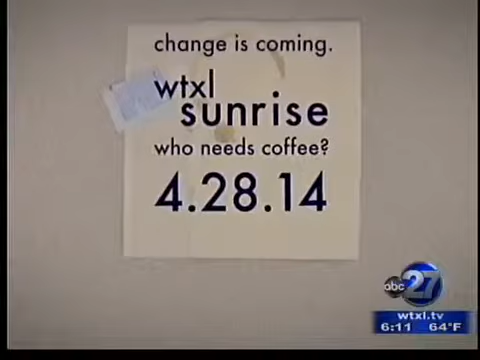 change is coming.
wtxl
sunrise
who needs coffee?
4.28.14
abc 27
wtxl.tv
6:11 64°F